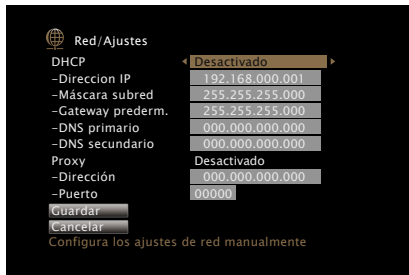 Red/Ajustes
DHCP Desactivado
–Direccion IP 192.168.000.001
–Máscara subred 255.255.255.000
–Gateway prederm. 255.255.255.000
–DNS primario 000.000.000.000
–DNS secundario 000.000.000.000
Proxy Desactivado
–Dirección 000.000.000.000
–Puerto 00000
Guardar
Cancelar
Configura los ajustes de red manualmente